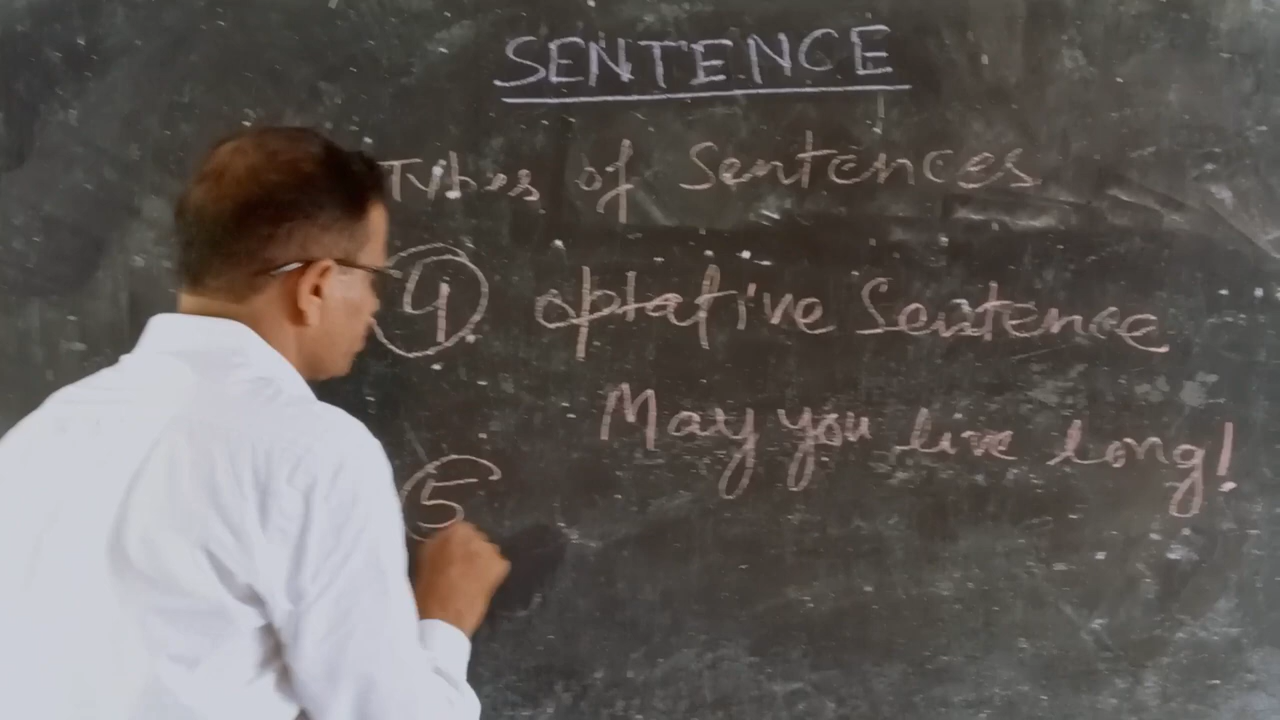 SENTENCE
Types of Sentences
4 optative Sentence
May you live long!
5